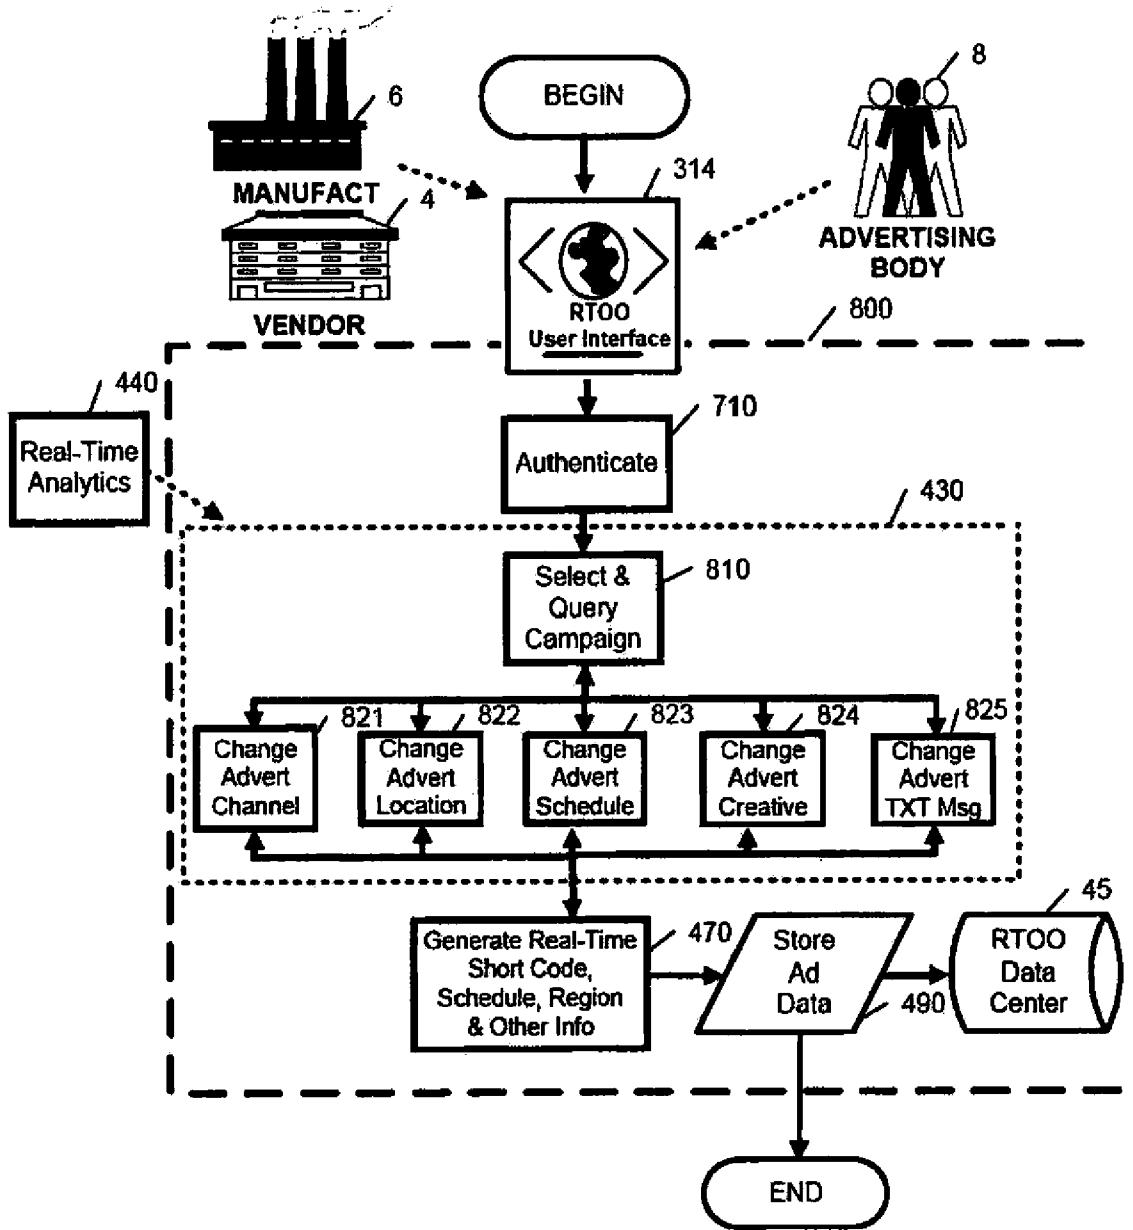 6
MANUFACT
4
VENDOR
BEGIN
8
ADVERTISING
BODY
314
RTOO
User Interface
800
440
Real-Time
Analytics
710
Authenticate
430
810
Select &
Query
Campaign
821
Change
Advert
Channel
822
Change
Advert
Location
823
Change
Advert
Schedule
824
Change
Advert
Creative
825
Change
Advert
TXT Msg
470
Generate Real-Time
Short Code,
Schedule, Region
& Other Info
Store
Ad
Data
490
45
RTOO
Data
Center
END